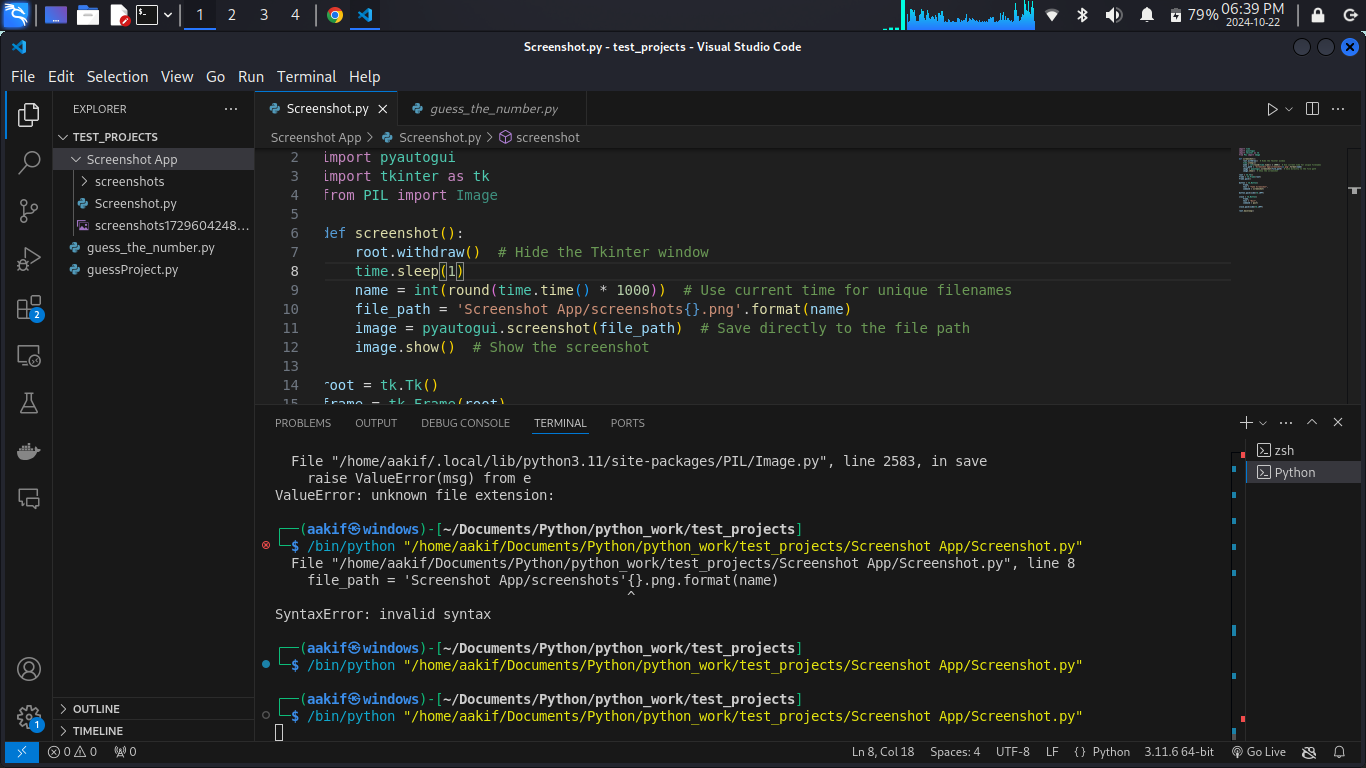 1 2 3 4 79% 06:39 PM
2024-10-22
Screenshot.py - test_projects - Visual Studio Code
File Edit Selection View Go Run Terminal Help
EXPLORER
TEST_PROJECTS
Screenshot App
screenshots
Screenshot.py
screenshots1729604248...
guess_the_number.py
guessProject.py
OUTLINE
TIMELINE
2
1
Screenshot.py guess_the_number.py
Screenshot App > Screenshot.py > screenshot
2 import pyautogui
3 import tkinter as tk
4 from PIL import Image
5
6 def screenshot():
7 root.withdraw() # Hide the Tkinter window
8 time.sleep(1)
9 name = int(round(time.time() * 1000)) # Use current time for unique filenames
10 file_path = 'Screenshot App/screenshots{}.png'.format(name)
11 image = pyautogui.screenshot(file_path) # Save directly to the file path
12 image.show() # Show the screenshot
13
14 root = tk.Tk()
15 frame = tk.Frame(root)
PROBLEMS OUTPUT DEBUG CONSOLE TERMINAL PORTS
File "/home/aakif/.local/lib/python3.11/site-packages/PIL/Image.py", line 2583, in save
raise ValueError(msg) from e
ValueError: unknown file extension:
┌──(aakif㉿windows)-[~/Documents/Python/python_work/test_projects]
└─$ /bin/python "/home/aakif/Documents/Python/python_work/test_projects/Screenshot App/Screenshot.py"
File "/home/aakif/Documents/Python/python_work/test_projects/Screenshot App/Screenshot.py", line 8
file_path = 'Screenshot App/screenshots'{}.png.format(name)
^
SyntaxError: invalid syntax
┌──(aakif㉿windows)-[~/Documents/Python/python_work/test_projects]
└─$ /bin/python "/home/aakif/Documents/Python/python_work/test_projects/Screenshot App/Screenshot.py"
┌──(aakif㉿windows)-[~/Documents/Python/python_work/test_projects]
└─$ /bin/python "/home/aakif/Documents/Python/python_work/test_projects/Screenshot App/Screenshot.py"
zsh
Python
0 0 0 Ln 8, Col 18 Spaces: 4 UTF-8 LF {} Python 3.11.6 64-bit Go Live